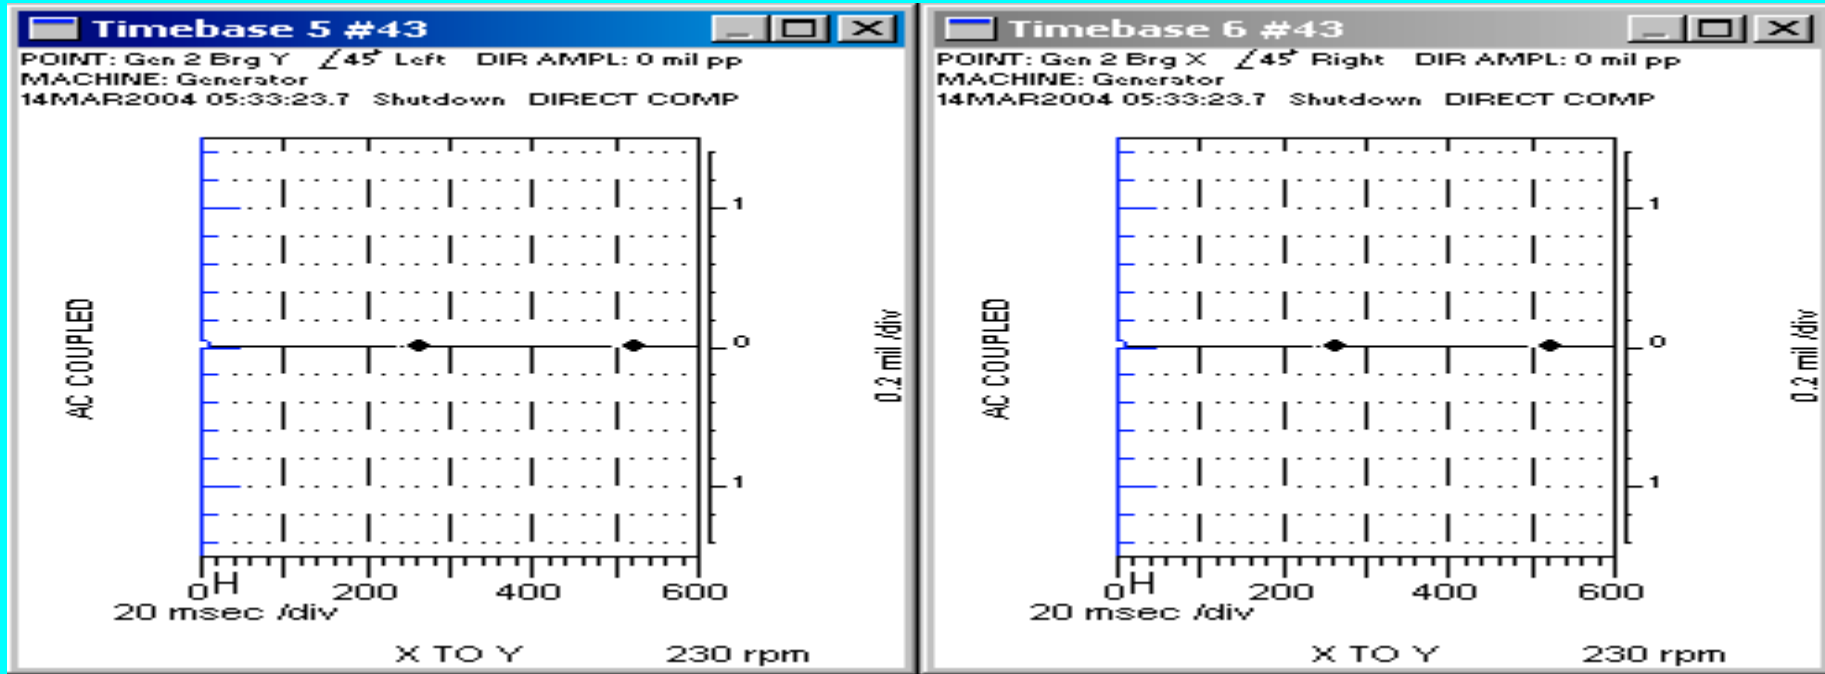 Timebase 5 #43
POINT: Gen 2 Brg Y ∠45° Left DIR AMPL: 0 mil pp
MACHINE: Generator
14MAR2004 05:33:23.7 Shutdown DIRECT COMP
AC COUPLED
1
0
1
0.2 mil /div
0 H 200 400 600
20 msec /div
X TO Y 230 rpm
Timebase 6 #43
POINT: Gen 2 Brg X ∠45° Right DIR AMPL: 0 mil pp
MACHINE: Generator
14MAR2004 05:33:23.7 Shutdown DIRECT COMP
AC COUPLED
1
0
1
0.2 mil /div
0 H 200 400 600
20 msec /div
X TO Y 230 rpm